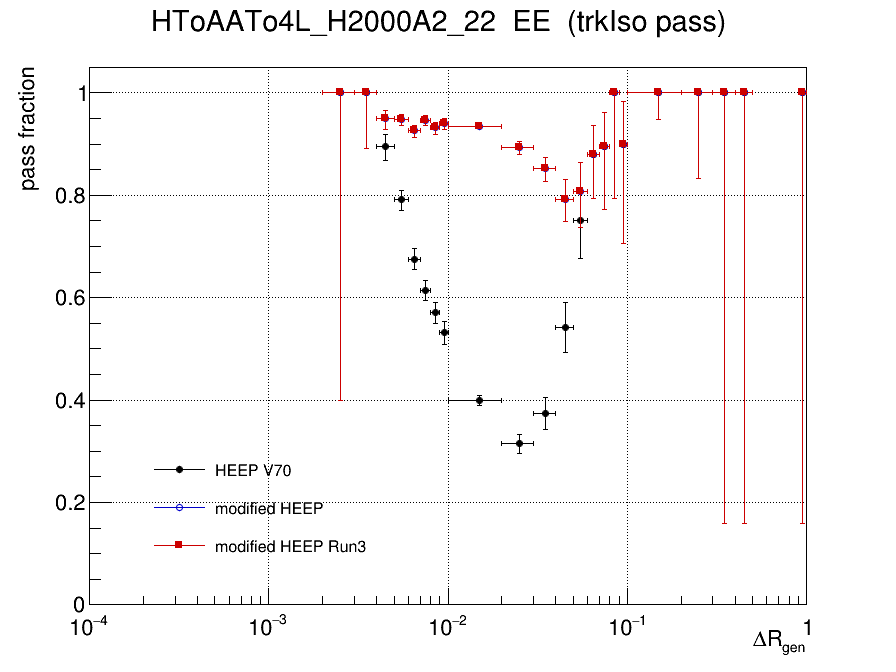 HToAATo4L_H2000A2_22 EE (trkIso pass)
pass fraction
1
0.8
0.6
0.4
0.2
0
HEEP V70
modified HEEP
modified HEEP Run3
10⁻⁴ 10⁻³ 10⁻² 10⁻¹ 1
ΔR_gen